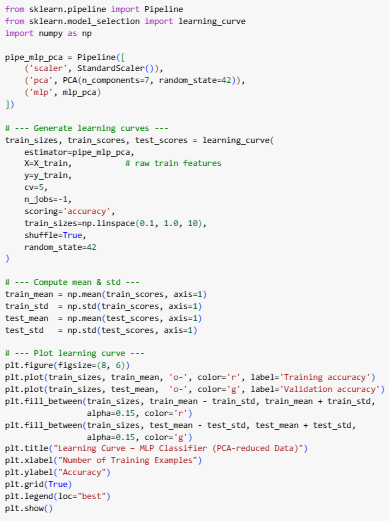 from sklearn.pipeline import Pipeline
from sklearn.model_selection import learning_curve
import numpy as np

pipe_mlp_pca = Pipeline([
    ('scaler', StandardScaler()),
    ('pca', PCA(n_components=7, random_state=42)),
    ('mlp', mlp_pca)
])

# --- Generate learning curves ---
train_sizes, train_scores, test_scores = learning_curve(
    estimator=pipe_mlp_pca,
    X=X_train,            # raw train features
    y=y_train,
    cv=5,
    n_jobs=-1,
    scoring='accuracy',
    train_sizes=np.linspace(0.1, 1.0, 10),
    shuffle=True,
    random_state=42
)

# --- Compute mean & std ---
train_mean = np.mean(train_scores, axis=1)
train_std  = np.std(train_scores, axis=1)
test_mean  = np.mean(test_scores, axis=1)
test_std   = np.std(test_scores, axis=1)

# --- Plot learning curve ---
plt.figure(figsize=(8, 6))
plt.plot(train_sizes, train_mean, 'o-', color='r', label='Training accuracy')
plt.plot(train_sizes, test_mean,  'o-', color='g', label='Validation accuracy')
plt.fill_between(train_sizes, train_mean - train_std, train_mean + train_std,
                 alpha=0.15, color='r')
plt.fill_between(train_sizes, test_mean - test_std, test_mean + test_std,
                 alpha=0.15, color='g')
plt.title("Learning Curve – MLP Classifier (PCA-reduced Data)")
plt.xlabel("Number of Training Examples")
plt.ylabel("Accuracy")
plt.grid(True)
plt.legend(loc="best")
plt.show()